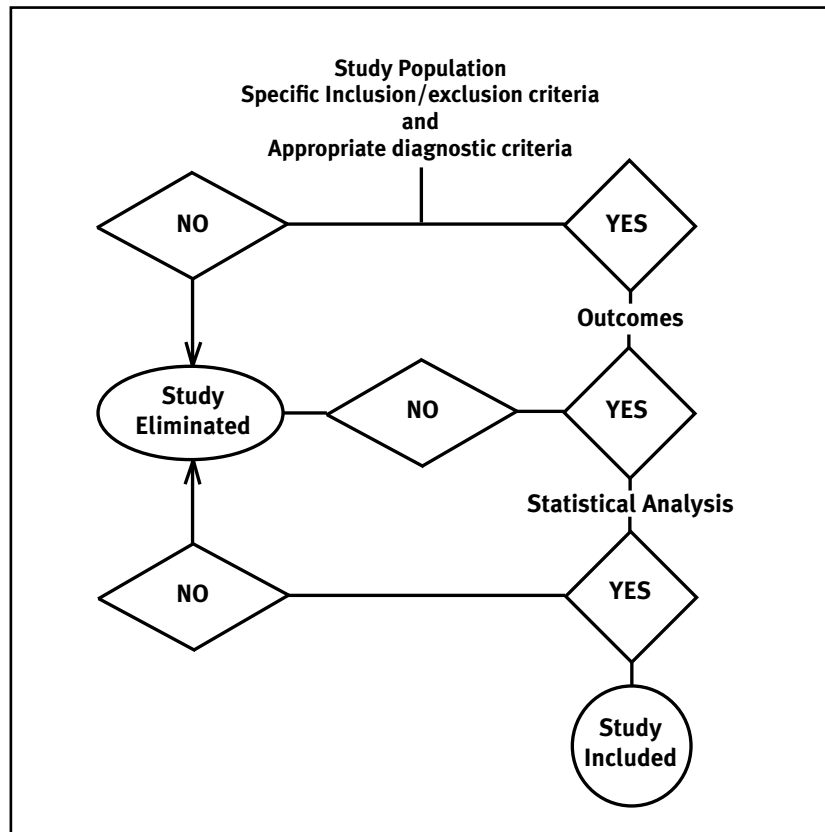 Study Population
Specific Inclusion/exclusion criteria
and
Appropriate diagnostic criteria
NO
YES
Outcomes
Study
Eliminated
NO
YES
Statistical Analysis
NO
YES
Study
Included